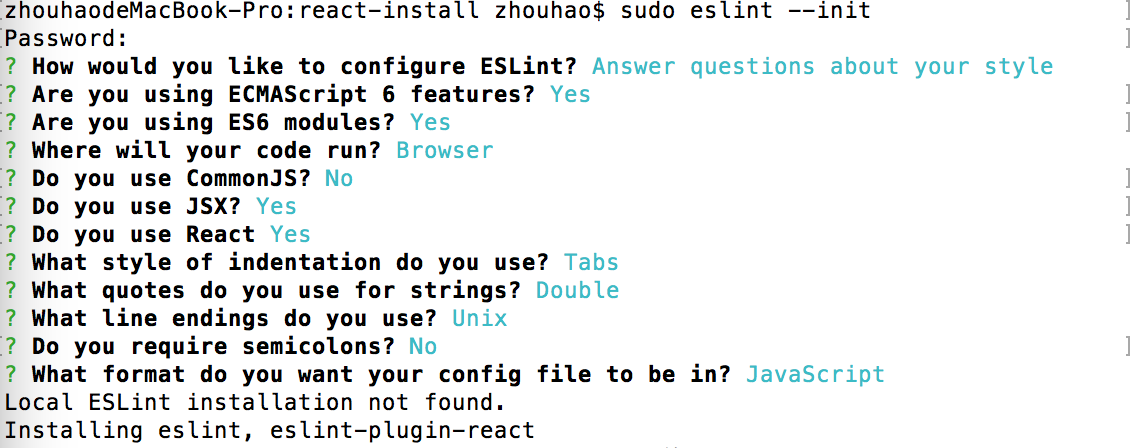 zhouhaodeMacBook-Pro:react-install zhouhao$ sudo eslint --init
Password:
? How would you like to configure ESLint? Answer questions about your style
? Are you using ECMAScript 6 features? Yes
? Are you using ES6 modules? Yes
? Where will your code run? Browser
? Do you use CommonJS? No
? Do you use JSX? Yes
? Do you use React Yes
? What style of indentation do you use? Tabs
? What quotes do you use for strings? Double
? What line endings do you use? Unix
? Do you require semicolons? No
? What format do you want your config file to be in? JavaScript
Local ESLint installation not found.
Installing eslint, eslint-plugin-react